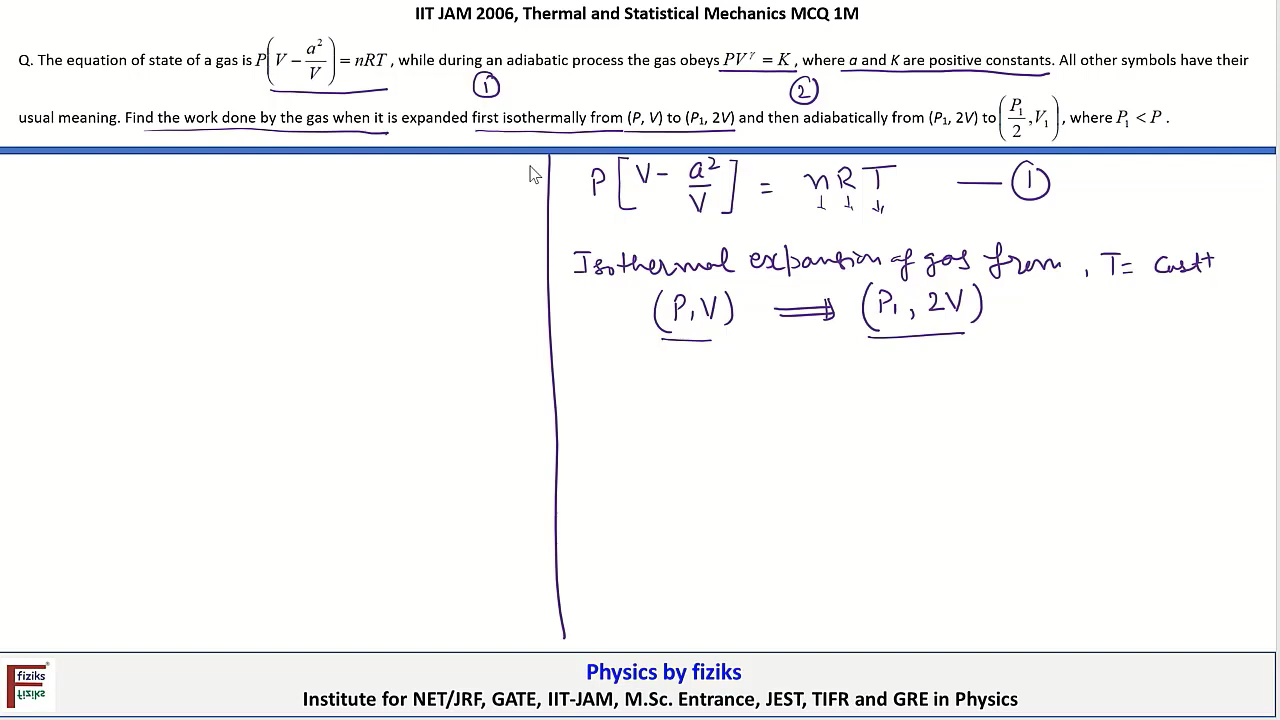 IIT JAM 2006, Thermal and Statistical Mechanics MCQ 1M
Q. The equation of state of a gas is P(V − a²/V) = nRT, while during an adiabatic process the gas obeys PV^γ = K, where a and K are positive constants. All other symbols have their
① ②
usual meaning. Find the work done by the gas when it is expanded first isothermally from (P, V) to (P₁, 2V) and then adiabatically from (P₁, 2V) to (P₁/2, V₁), where P₁ < P.
P[V − a²/V] = nRT — ①
Isothermal expansion of gas from, T =
(P, V) ⟹ (P₁, 2V)
fiziks
fiziks
Physics by fiziks
Institute for NET/JRF, GATE, IIT-JAM, M.Sc. Entrance, JEST, TIFR and GRE in Physics